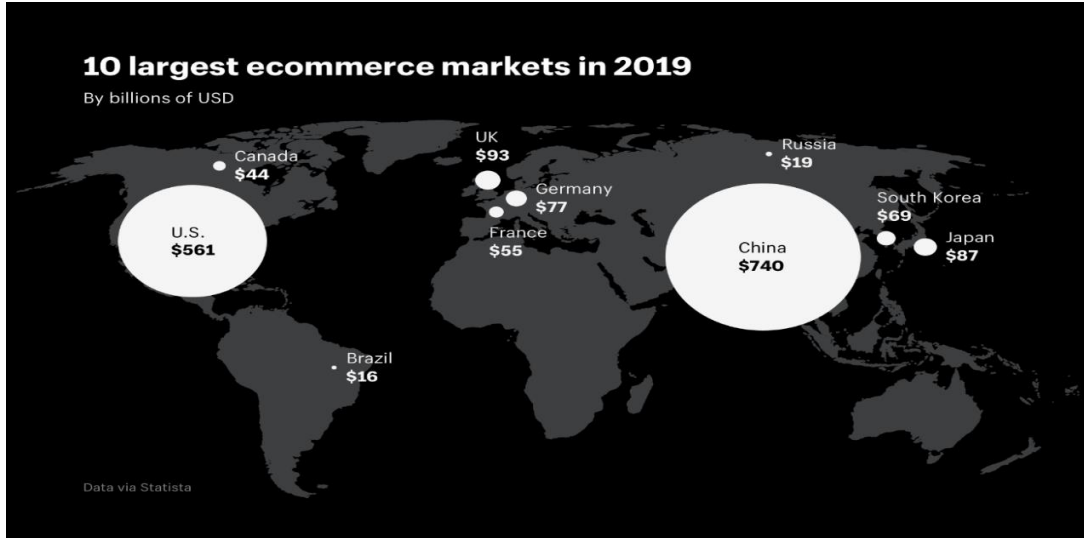 10 largest ecommerce markets in 2019
By billions of USD
Canada
$44
U.S.
$561
UK
$93
Germany
$77
France
$55
Russia
$19
China
$740
South Korea
$69
Japan
$87
Brazil
$16
Data via Statista